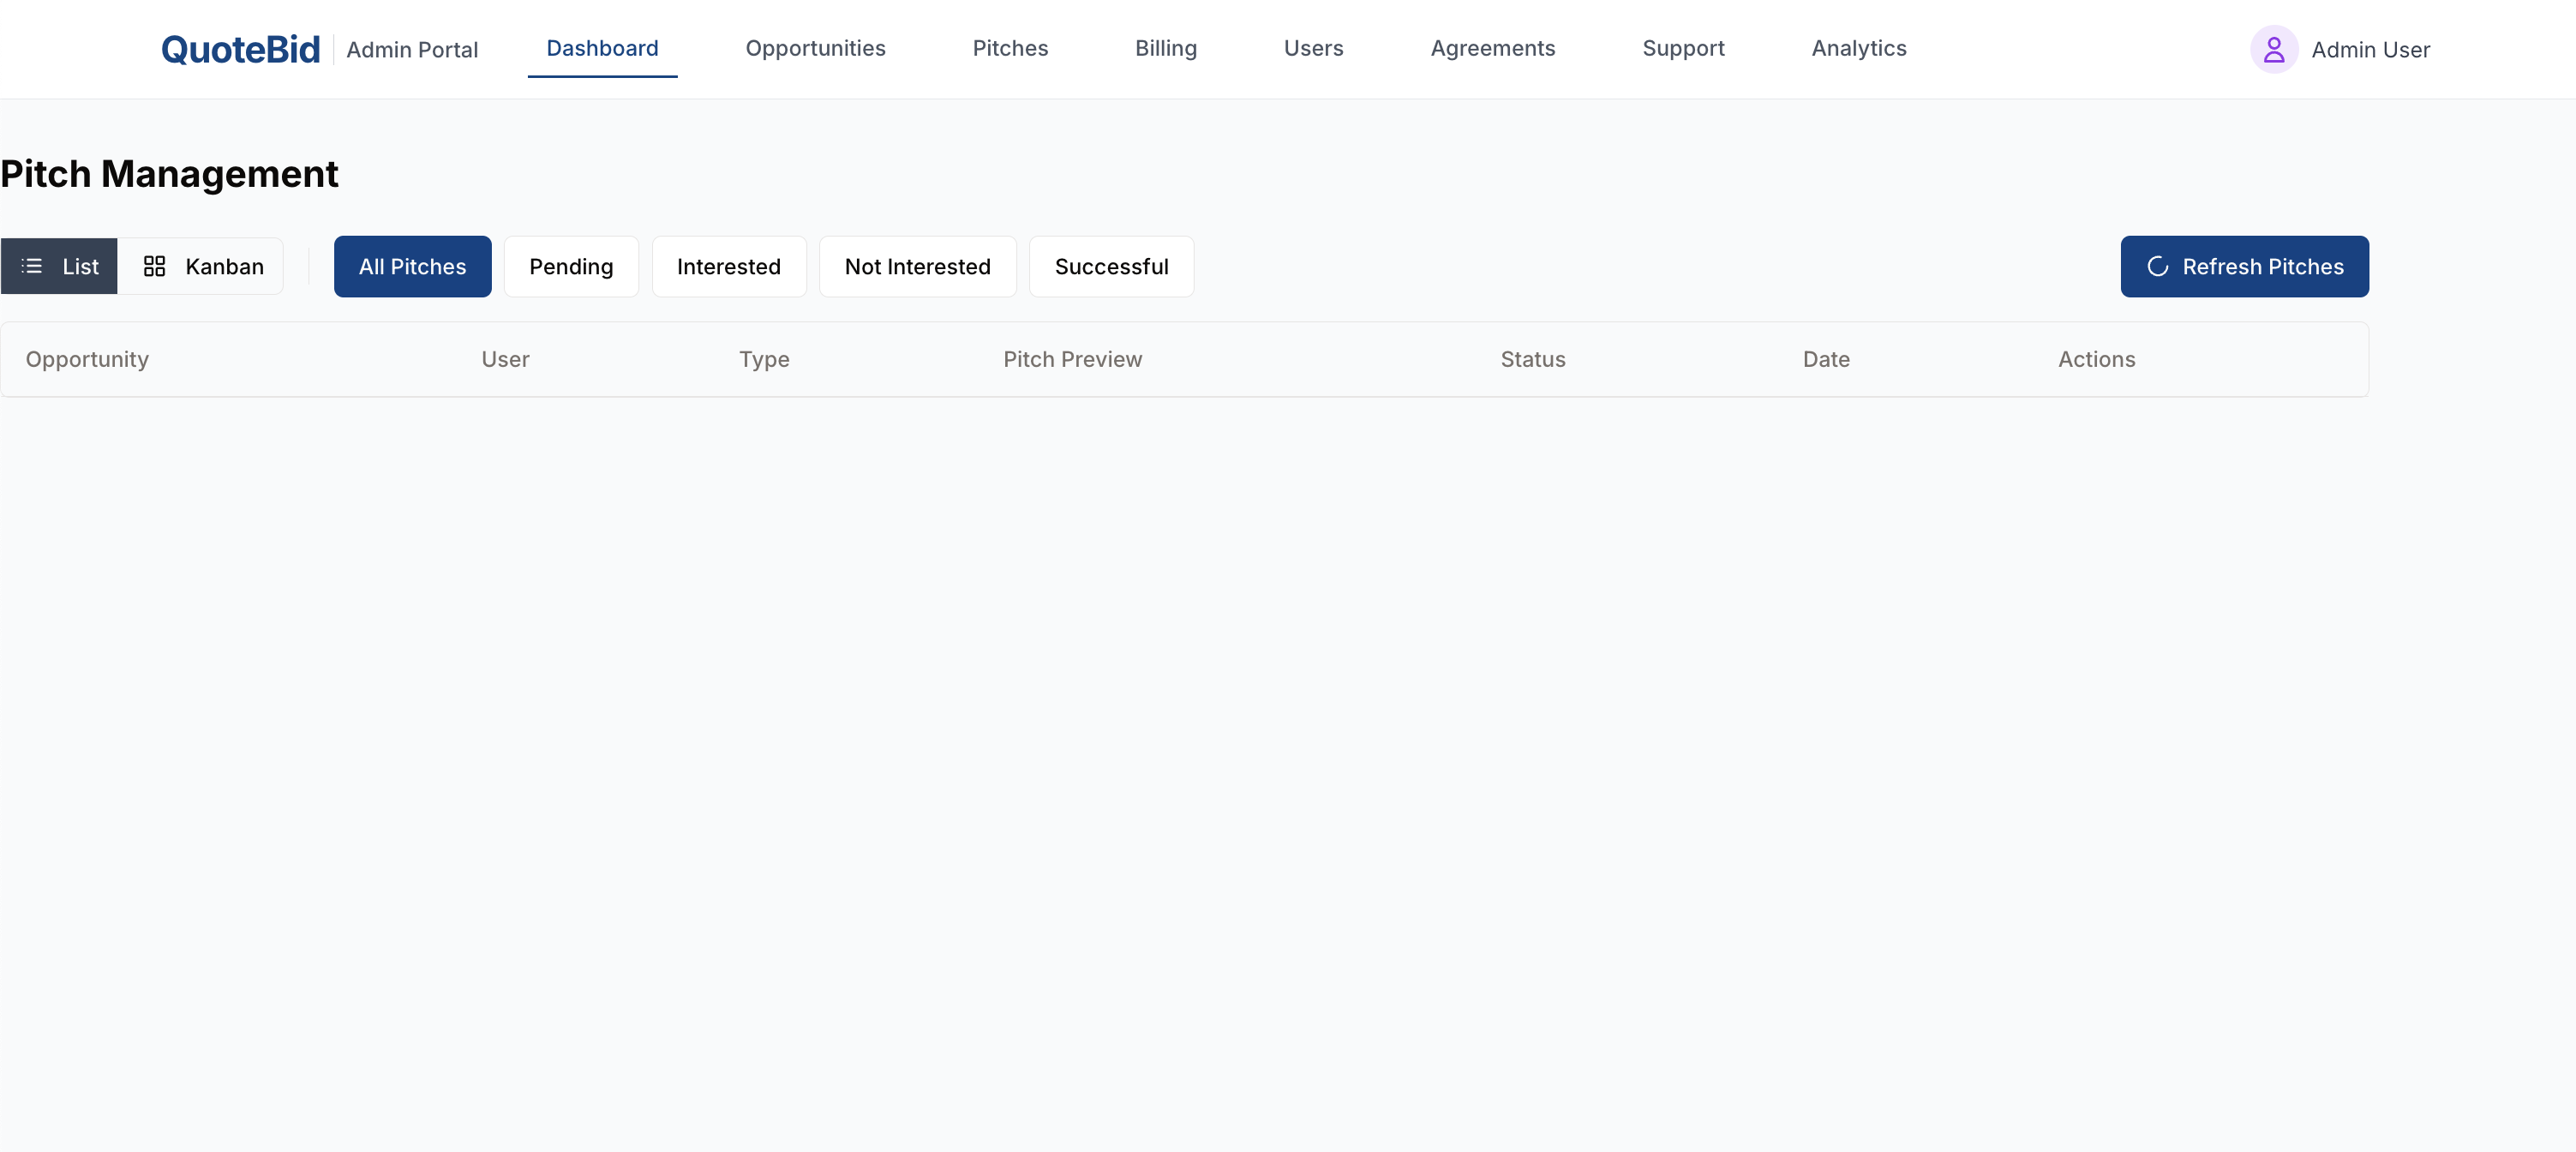 QuoteBid Admin Portal Dashboard Opportunities Pitches Billing Users Agreements Support Analytics Admin User
Pitch Management
List Kanban All Pitches Pending Interested Not Interested Successful Refresh Pitches
Opportunity User Type Pitch Preview Status Date Actions